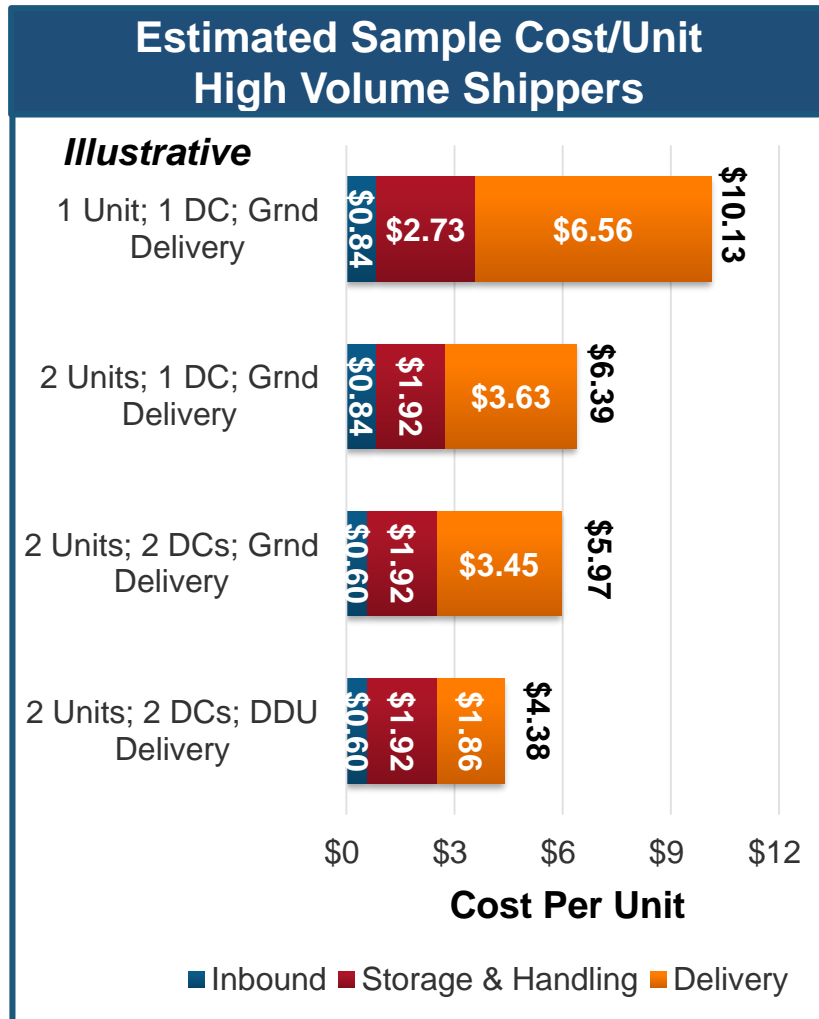 Estimated Sample Cost/Unit
High Volume Shippers
Illustrative
1 Unit; 1 DC; Grnd
Delivery
$0.84
$2.73
$6.56
$10.13
2 Units; 1 DC; Grnd
Delivery
$0.84
$1.92
$3.63
$6.39
2 Units; 2 DCs; Grnd
Delivery
$0.60
$1.92
$3.45
$5.97
2 Units; 2 DCs; DDU
Delivery
$0.60
$1.92
$1.86
$4.38
$0 $3 $6 $9 $12
Cost Per Unit
Inbound Storage & Handling Delivery